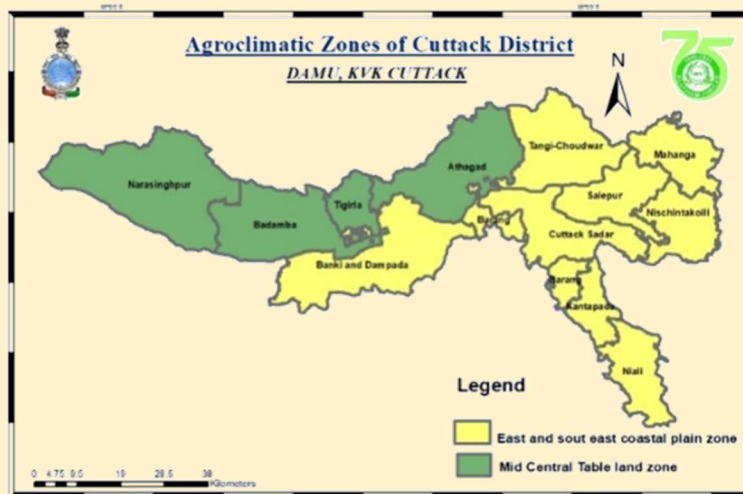 Agroclimatic Zones of Cuttack District
DAMU, KVK CUTTACK
N
75
Tangi-Choudwar
Mahanga
Athagad
Narasinghpur
Salepur
Tigiria
Nischintakoili
Badamba
Cuttack Sadar
Banki and Dampada
Barang
Kantapada
Niali
Legend
East and sout east coastal plain zone
Mid Central Table land zone
0 4.75 9.5 19 28.5 38
Kilometers